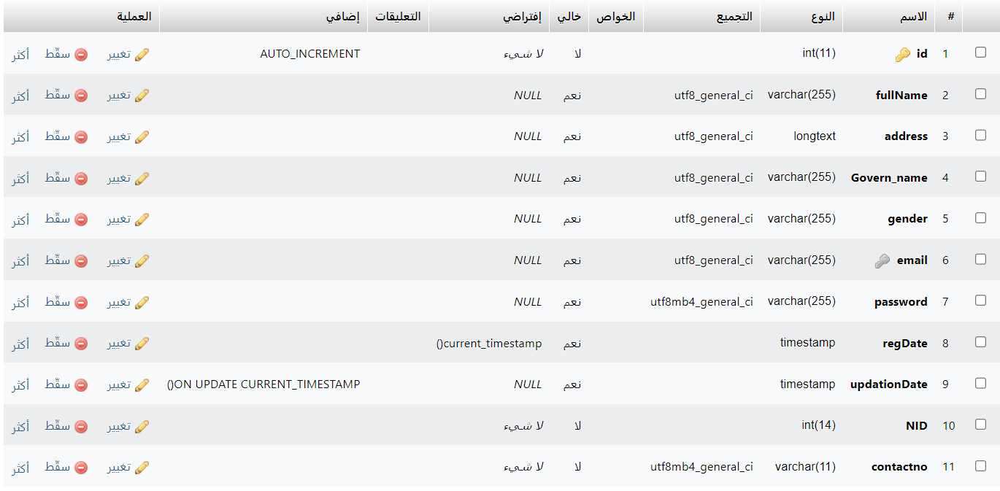 # الاسم النوع التجميع الخواص خالي إفتراضي التعليقات إضافي العملية
1 id int(11) لا لا شيء AUTO_INCREMENT تغيير سقّط أكثر
2 fullName varchar(255) utf8_general_ci نعم NULL تغيير سقّط أكثر
3 address longtext utf8_general_ci نعم NULL تغيير سقّط أكثر
4 Govern_name varchar(255) utf8_general_ci نعم NULL تغيير سقّط أكثر
5 gender varchar(255) utf8_general_ci نعم NULL تغيير سقّط أكثر
6 email varchar(255) utf8_general_ci نعم NULL تغيير سقّط أكثر
7 password varchar(255) utf8mb4_general_ci نعم NULL تغيير سقّط أكثر
8 regDate timestamp نعم current_timestamp() تغيير سقّط أكثر
9 updationDate timestamp نعم NULL ON UPDATE CURRENT_TIMESTAMP() تغيير سقّط أكثر
10 NID int(14) لا لا شيء تغيير سقّط أكثر
11 contactno varchar(11) utf8mb4_general_ci لا لا شيء تغيير سقّط أكثر